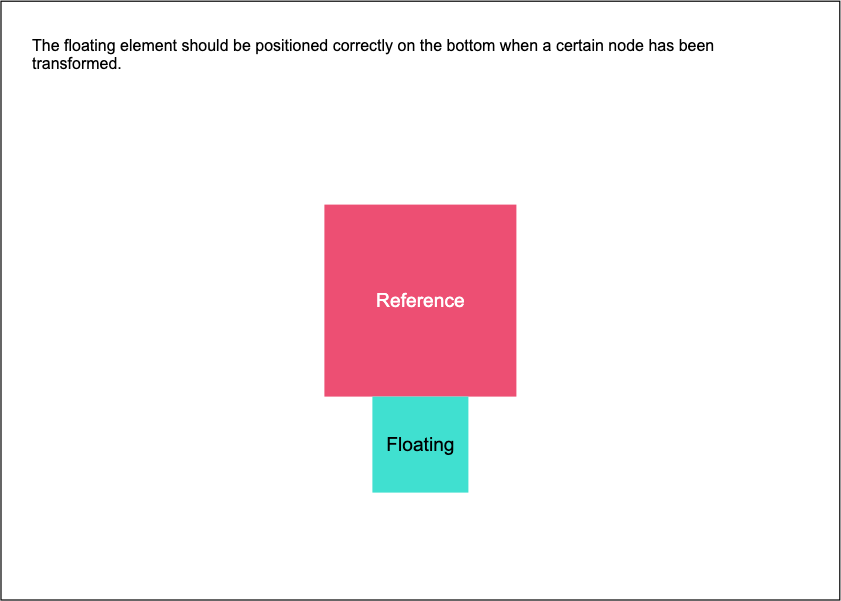 The floating element should be positioned correctly on the bottom when a certain node has been
transformed.
Reference
Floating